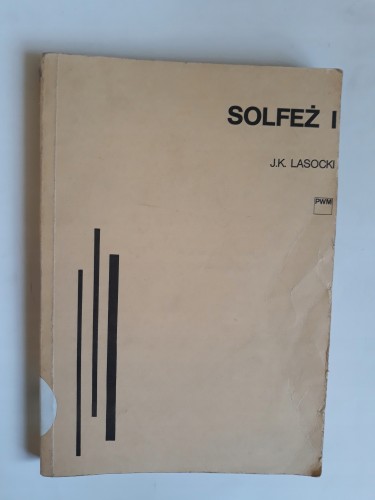 SOLFEŻ I
J.K. LASOCKI
PWM